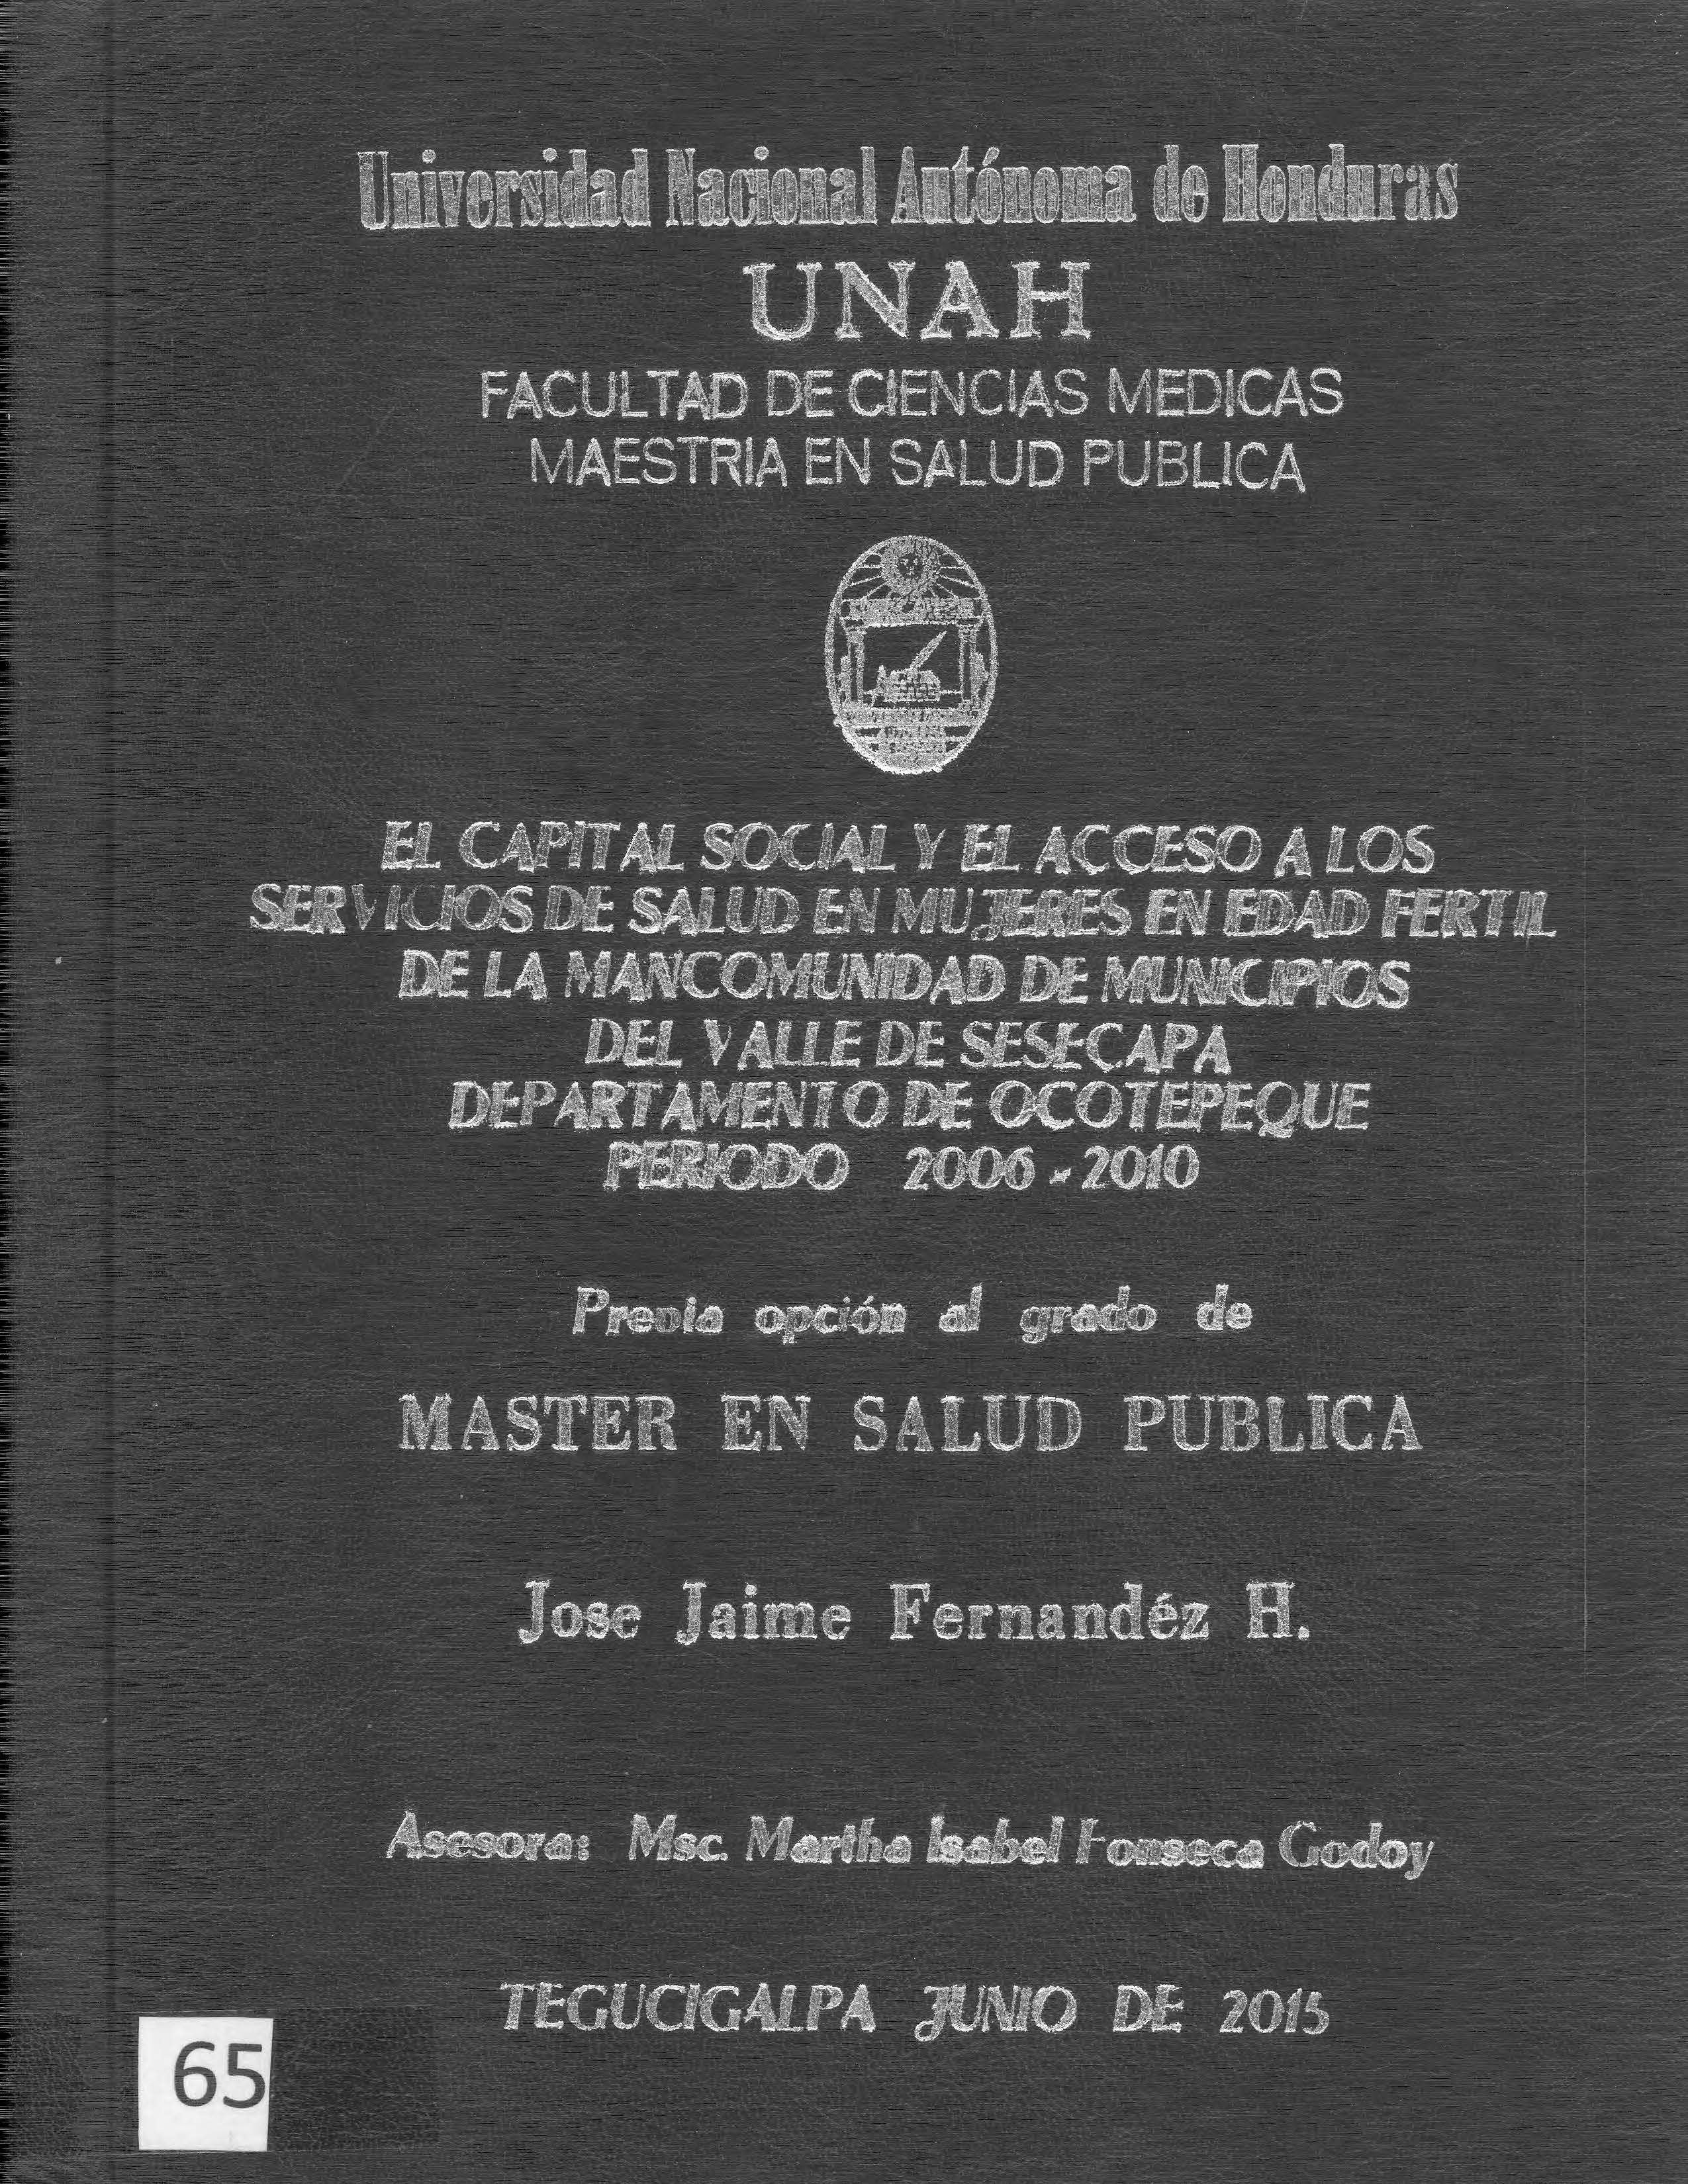 Universidad Nacional Autónoma de Honduras
UNAH
FACULTAD DE CIENCIAS MEDICAS
MAESTRIA EN SALUD PUBLICA
EL CAPITAL SOCIAL Y EL ACCESO A LOS
SERVICIOS DE SALUD EN MUJERES EN EDAD FERTIL
DE LA MANCOMUNIDAD DE MUNICIPIOS
DEL VALLE DE SESECAPA
DEPARTAMENTO DE OCOTEPEQUE
PERIODO 2006 - 2010
Previa opción al grado de
MASTER EN SALUD PUBLICA
Jose Jaime Fernandéz H.
Asesora: Msc. Martha Isabel Fonseca Godoy
TEGUCIGALPA JUNIO DE 2015
65